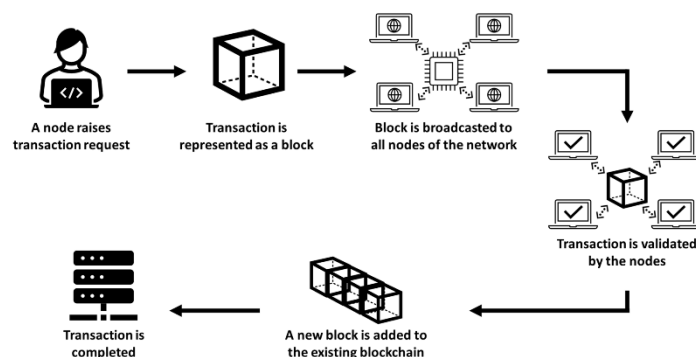 </>
A node raises
transaction request
Transaction is
represented as a block
Block is broadcasted to
all nodes of the network
Transaction is validated
by the nodes
A new block is added to
the existing blockchain
Transaction is
completed